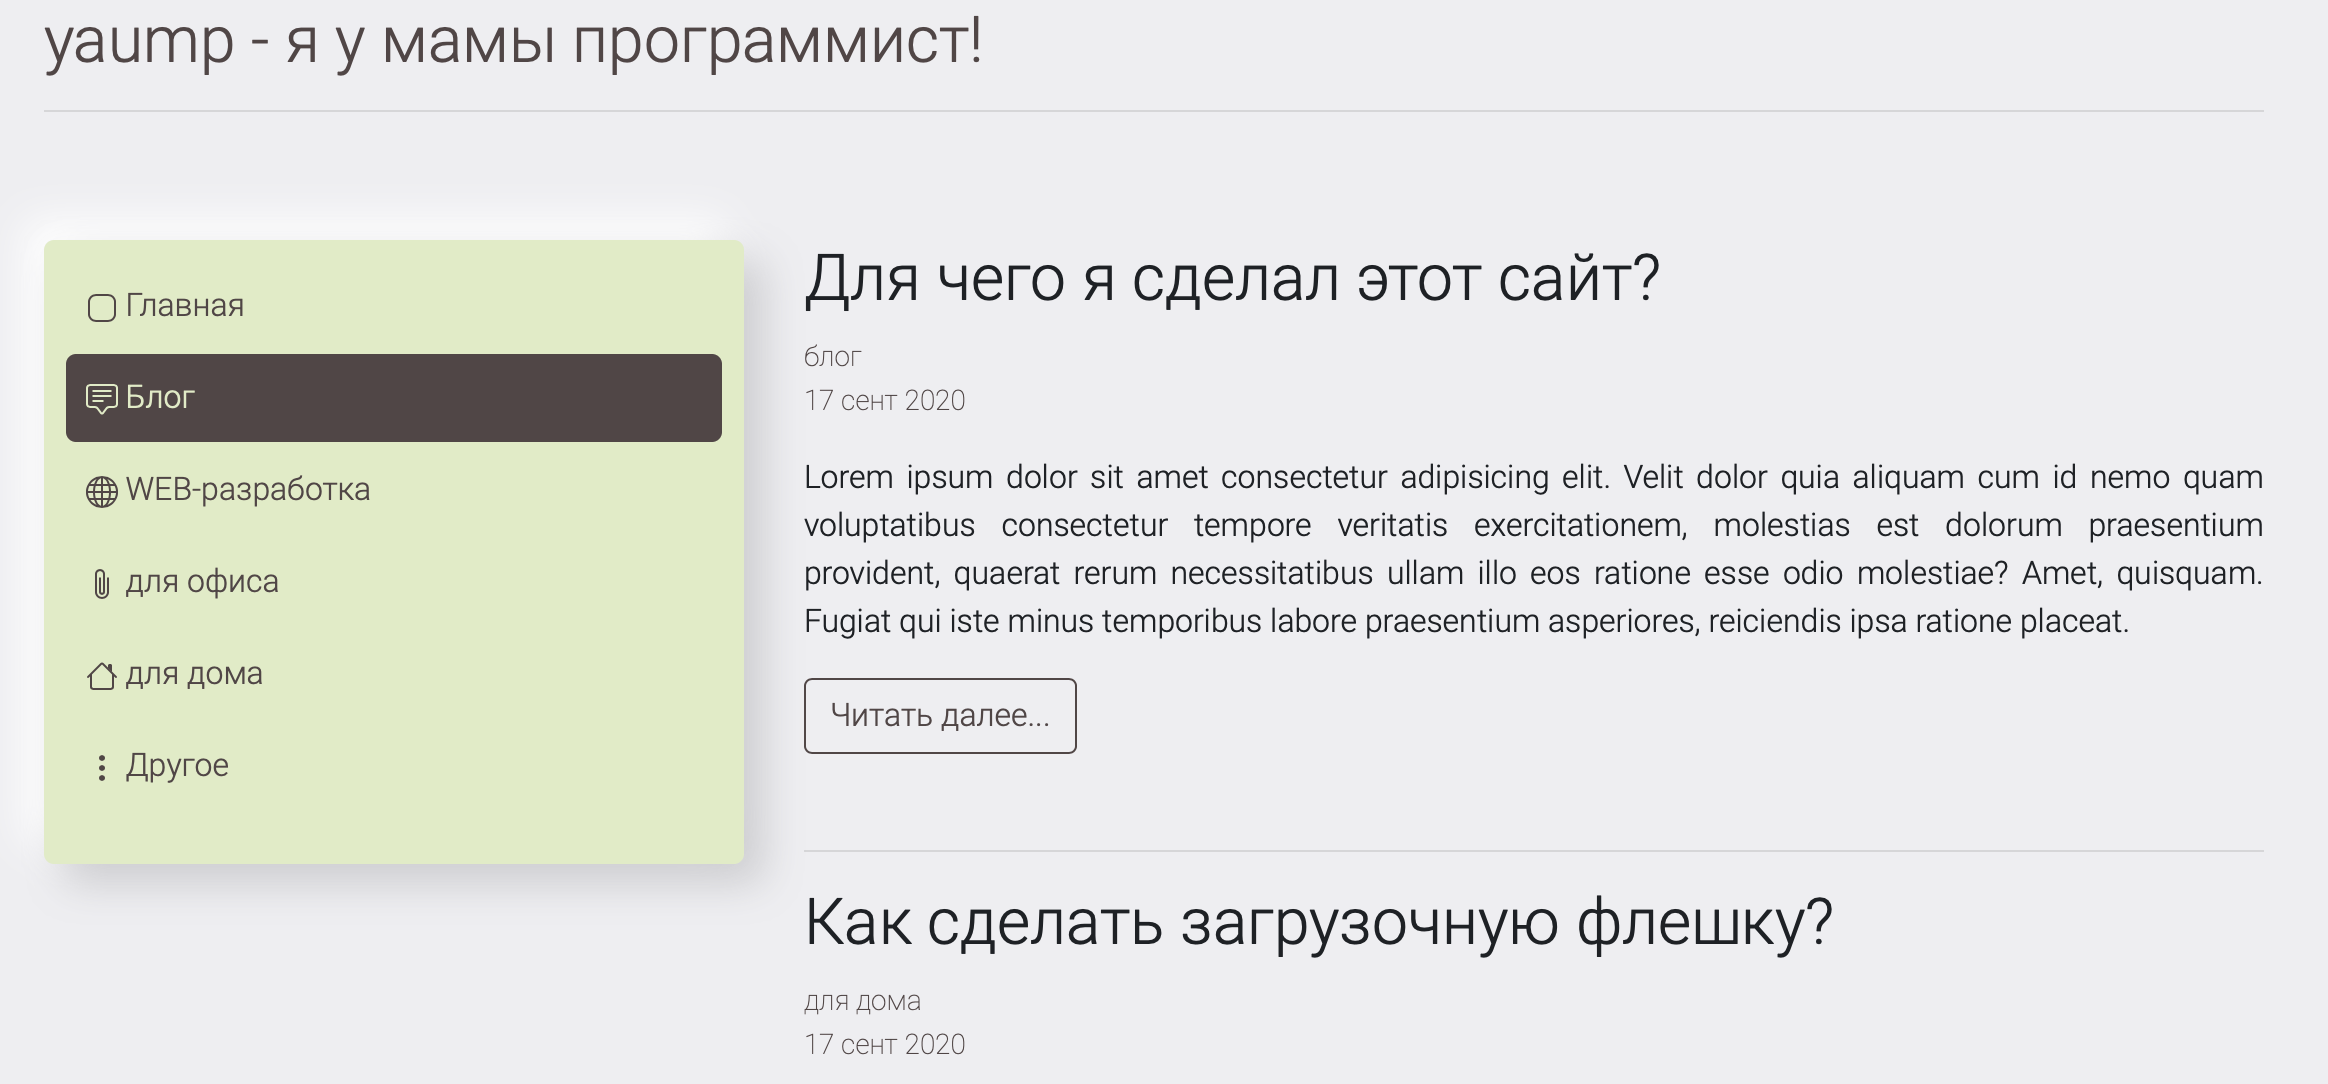 yaump - я у мамы программист!
Главная
Блог
WEB-разработка
для офиса
для дома
Другое
Для чего я сделал этот сайт?
блог
17 сент 2020
Lorem ipsum dolor sit amet consectetur adipisicing elit. Velit dolor quia aliquam cum id nemo quam
voluptatibus consectetur tempore veritatis exercitationem, molestias est dolorum praesentium
provident, quaerat rerum necessitatibus ullam illo eos ratione esse odio molestiae? Amet, quisquam.
Fugiat qui iste minus temporibus labore praesentium asperiores, reiciendis ipsa ratione placeat.
Читать далее...
Как сделать загрузочную флешку?
для дома
17 сент 2020